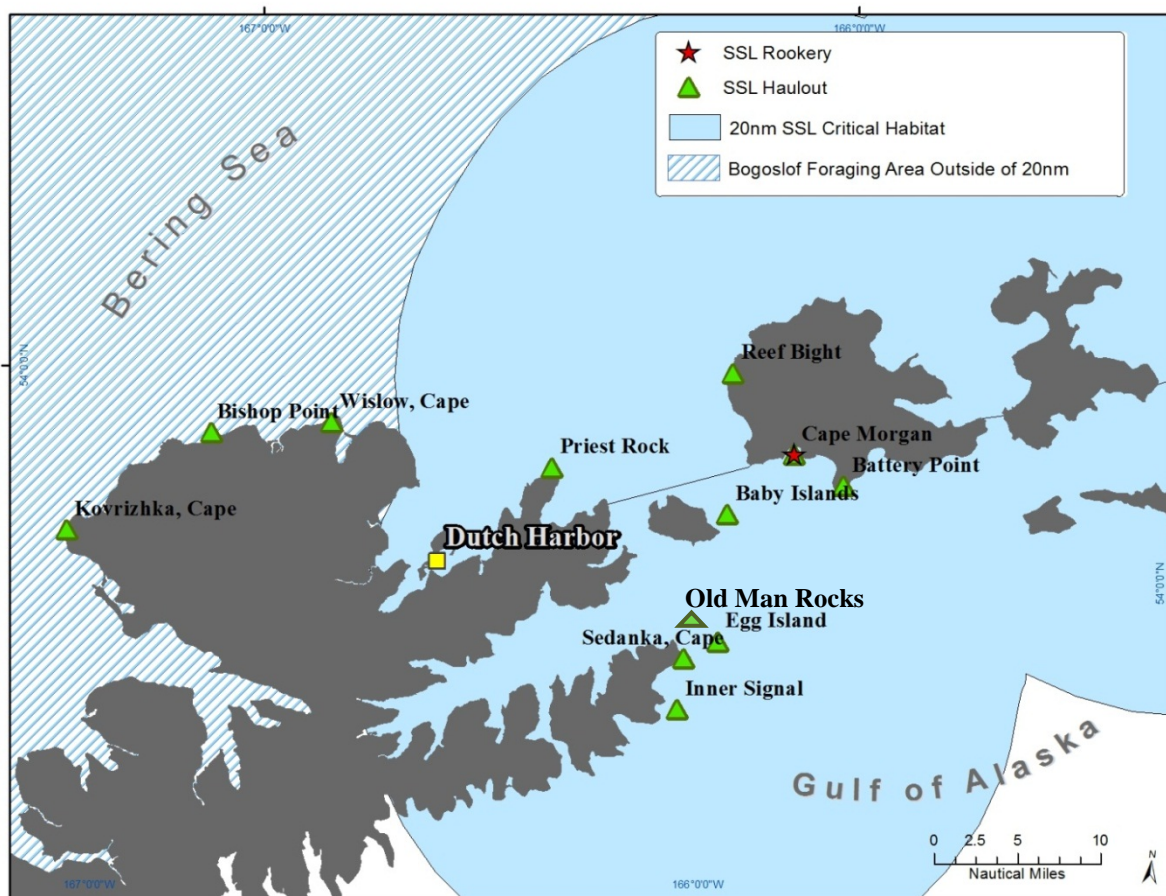 167°0'0"W
166°0'0"W
SSL Rookery
SSL Haulout
20nm SSL Critical Habitat
Bogoslof Foraging Area Outside of 20nm
Bering Sea
54°0'0"N
Reef Bight
Wislow, Cape
Bishop Point
Cape Morgan
Priest Rock
Battery Point
Baby Islands
Kovrizhka, Cape
Dutch Harbor
54°0'0"N
Old Man Rocks
Egg Island
Sedanka, Cape
Inner Signal
Gulf of Alaska
0 2.5 5 10
Nautical Miles
N
167°0'0"W
166°0'0"W